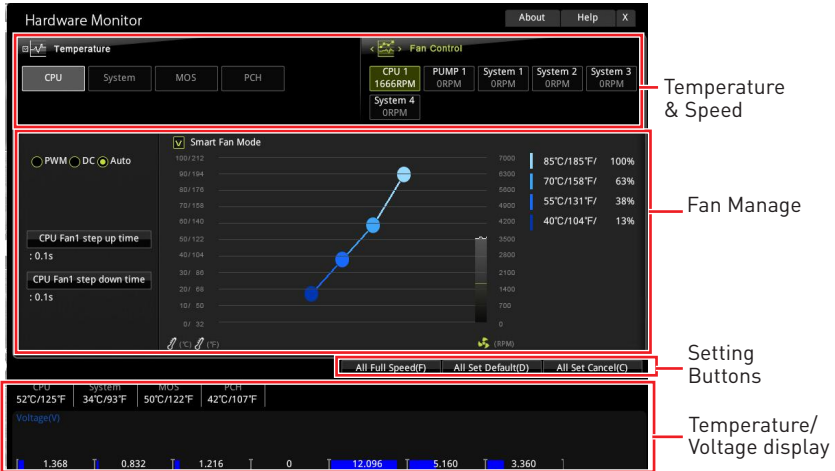 Hardware Monitor
About Help X
Temperature
< > Fan Control
CPU System MOS PCH
CPU 1 PUMP 1 System 1 System 2 System 3
1666RPM 0RPM 0RPM 0RPM 0RPM
System 4
0RPM
Temperature
& Speed
V Smart Fan Mode
PWM DC Auto
100/212 7000 85°C/185°F/ 100%
90/194 6300 70°C/158°F/ 63%
80/176 5600 55°C/131°F/ 38%
70/158 4900 40°C/104°F/ 13%
60/140 4200
50/122 3500
40/104 2800
30/ 86 2100
20/ 68 1400
10/ 50 700
0/ 32 0
(°C) (°F) (RPM)
CPU Fan1 step up time
: 0.1s
CPU Fan1 step down time
: 0.1s
Fan Manage
All Full Speed(F) All Set Default(D) All Set Cancel(C)
Setting
Buttons
CPU System MOS PCH
52°C/125°F 34°C/93°F 50°C/122°F 42°C/107°F
Voltage(V)
1.368 0.832 1.216 0 12.096 5.160 3.360
Temperature/
Voltage display